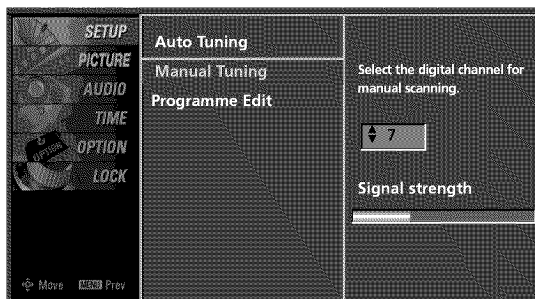 SETUP
PICTURE
AUDIO
TIME
OPTION
LOCK
Move MENU Prev
Auto Tuning
Manual Tuning
Programme Edit
Select the digital channel for
manual scanning.
7
Signal strength